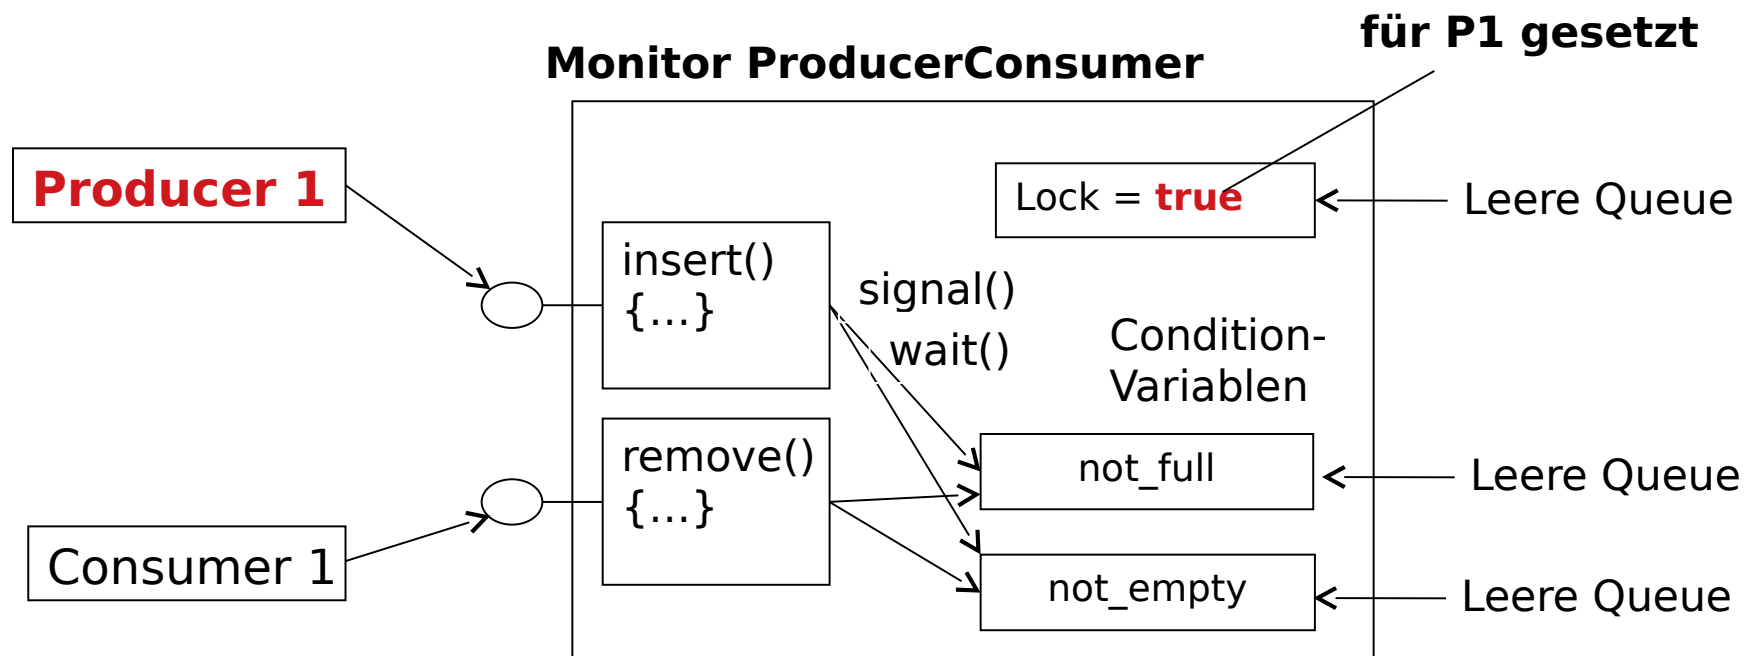 für P1 gesetzt
Monitor ProducerConsumer
Producer 1
Lock = true
Leere Queue
insert()
{...}
signal()
wait()
Condition-
Variablen
remove()
{...}
not_full
Leere Queue
Consumer 1
not_empty
Leere Queue